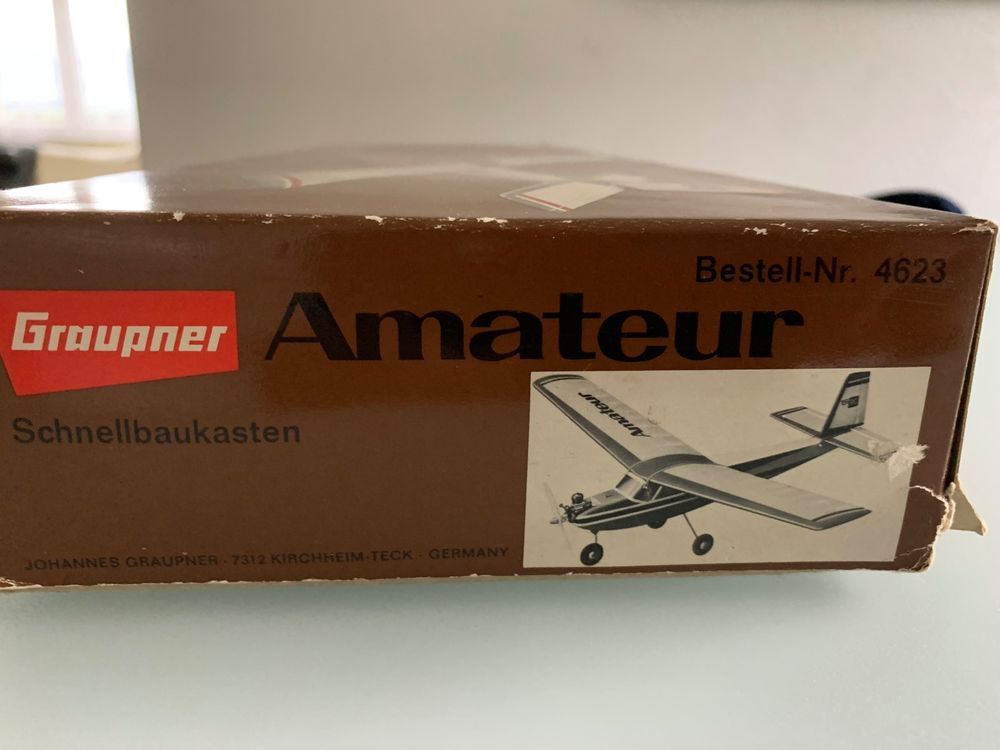 Bestell-Nr. 4623
Graupner
Amateur
Schnellbaukasten
Amateur
JOHANNES GRAUPNER · 7312 KIRCHHEIM-TECK · GERMANY